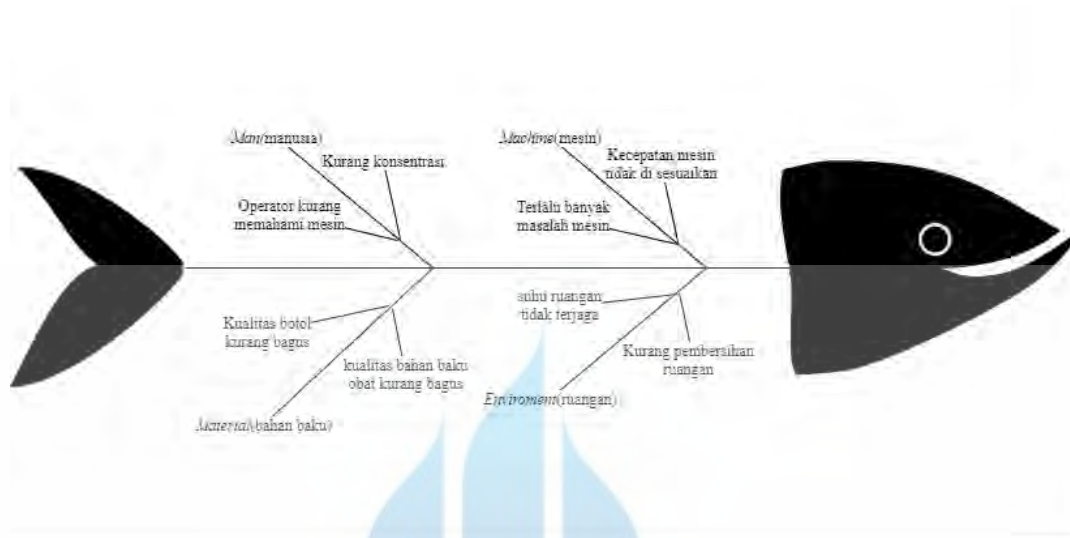 Man(manusia)
Kurang konsentrasi
Operator kurang
memahami mesin
Machine(mesin)
Kecepatan mesin
tidak di sesuaikan
Terlalu banyak
masalah mesin
Kualitas botol
kurang bagus
kualitas bahan baku
obat kurang bagus
Material(bahan baku)
suhu ruangan
tidak terjaga
Kurang pembersihan
ruangan
Enviroment(ruangan)